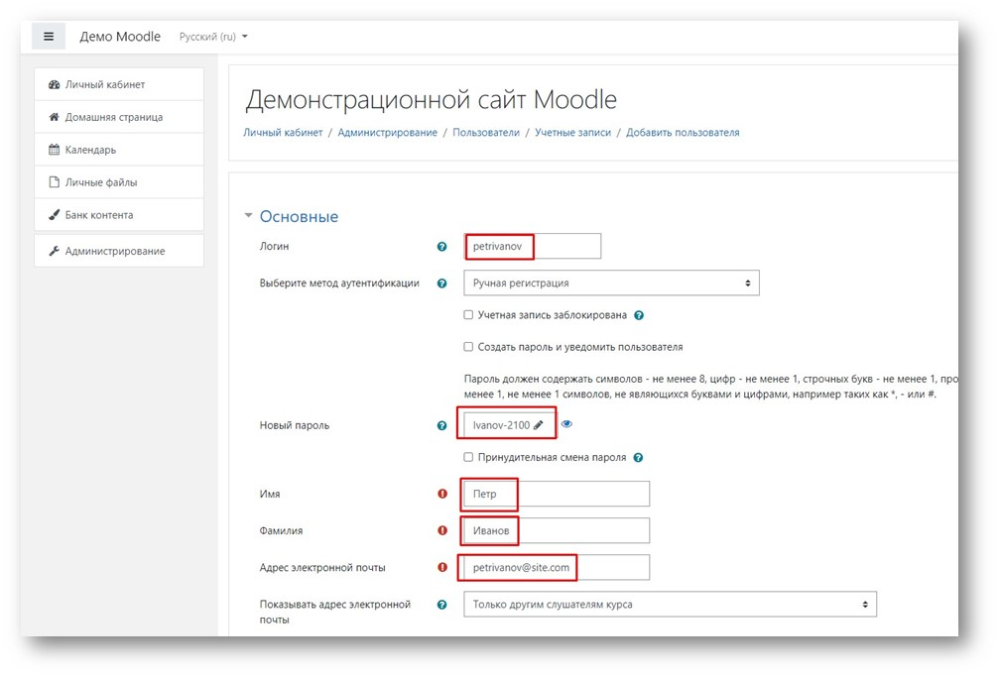 Демо Moodle Русский (ru)
Личный кабинет
Домашняя страница
Календарь
Личные файлы
Банк контента
Администрирование
Демонстрационной сайт Moodle
Личный кабинет / Администрирование / Пользователи / Учетные записи / Добавить пользователя
Основные
Логин petrivanov
Выберите метод аутентификации Ручная регистрация
Учетная запись заблокирована
Создать пароль и уведомить пользователя
Пароль должен содержать символов - не менее 8, цифр - не менее 1, строчных букв - не менее 1, про
менее 1, не менее 1 символов, не являющихся буквами и цифрами, например таких как *, - или #.
Новый пароль Ivanov-2100
Принудительная смена пароля
Имя Петр
Фамилия Иванов
Адрес электронной почты petrivanov@site.com
Показывать адрес электронной Только другим слушателям курса
почты